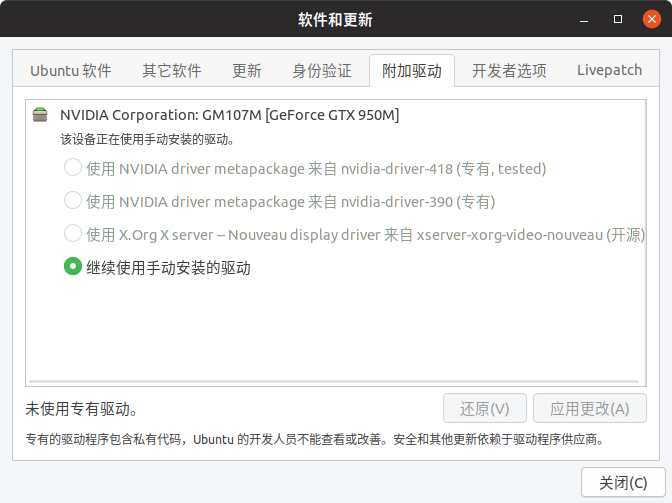 软件和更新
Ubuntu 软件 其它软件 更新 身份验证 附加驱动 开发者选项 Livepatch
NVIDIA Corporation: GM107M [GeForce GTX 950M]
该设备正在使用手动安装的驱动。
使用 NVIDIA driver metapackage 来自 nvidia-driver-418 (专有, tested)
使用 NVIDIA driver metapackage 来自 nvidia-driver-390 (专有)
使用 X.Org X server -- Nouveau display driver 来自 xserver-xorg-video-nouveau (开源)
继续使用手动安装的驱动
未使用专有驱动。 还原(V) 应用更改(A)
专有的驱动程序包含私有代码，Ubuntu 的开发人员不能查看或改善。安全和其他更新依赖于驱动程序供应商。
关闭(C)